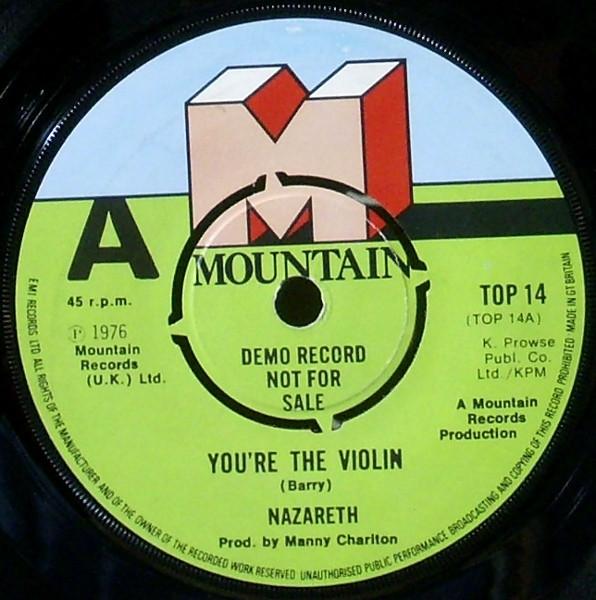 M
MOUNTAIN
A
45 r.p.m.
Ⓟ 1976
Mountain
Records
(U.K.) Ltd.
TOP 14
(TOP 14A)
K. Prowse
Publ. Co.
Ltd./KPM
A Mountain
Records
Production
DEMO RECORD
NOT FOR
SALE
YOU'RE THE VIOLIN
(Barry)
NAZARETH
Prod. by Manny Charlton
EMI RECORDS LTD. ALL RIGHTS OF THE MANUFACTURER AND OF THE OWNER OF THE RECORDED WORK RESERVED UNAUTHORISED PUBLIC PERFORMANCE BROADCASTING AND COPYING OF THIS RECORD PROHIBITED. MADE IN GT BRITAIN